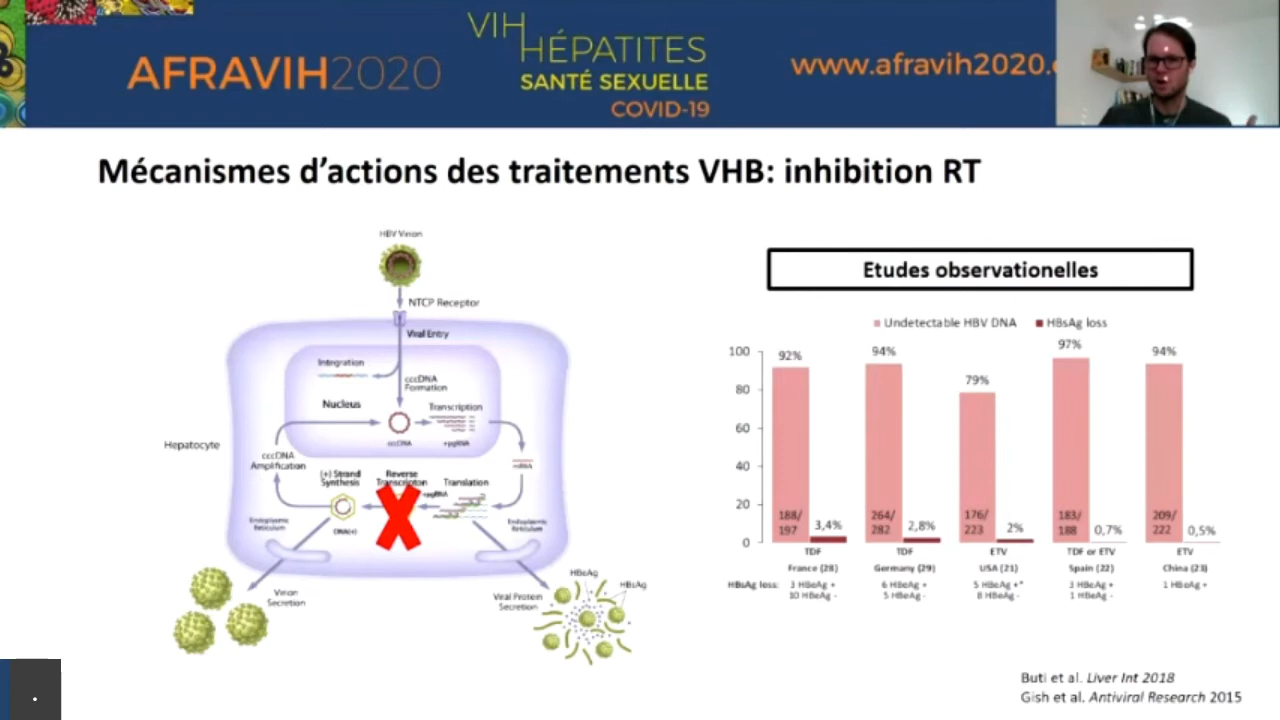 AFRAVIH2020
VIH
HÉPATITES
SANTÉ SEXUELLE
COVID-19
www.afravih2020.
Mécanismes d'actions des traitements VHB: inhibition RT
HBV Virion
NTCP Receptor
Viral Entry
Integration
cccDNA
Formation
Nucleus
Transcription
cccDNA
+pgRNA
Hepatocyte
cccDNA
Amplification
mRNA
(+) Strand
Synthesis
Reverse
Transcription
+pgRNA
Translation
DNA(+)
Endoplasmic
Reticulum
Endoplasmic
Reticulum
Virion
Secretion
Viral Protein
Secretion
HBeAg
HBsAg
Etudes observationelles
Undetectable HBV DNA
HBsAg loss
100
80
60
40
20
0
92%
94%
79%
97%
94%
188/
197
3,4%
264/
282
2,8%
176/
223
2%
183/
188
0,7%
209/
222
0,5%
TDF
TDF
ETV
TDF or ETV
ETV
France (28)
Germany (29)
USA (21)
Spain (22)
China (23)
HBsAg loss:
3 HBeAg +
10 HBeAg -
6 HBeAg +
5 HBeAg -
5 HBeAg +*
8 HBeAg -
3 HBeAg +
1 HBeAg -
1 HBeAg +
Buti et al. Liver Int 2018
Gish et al. Antiviral Research 2015